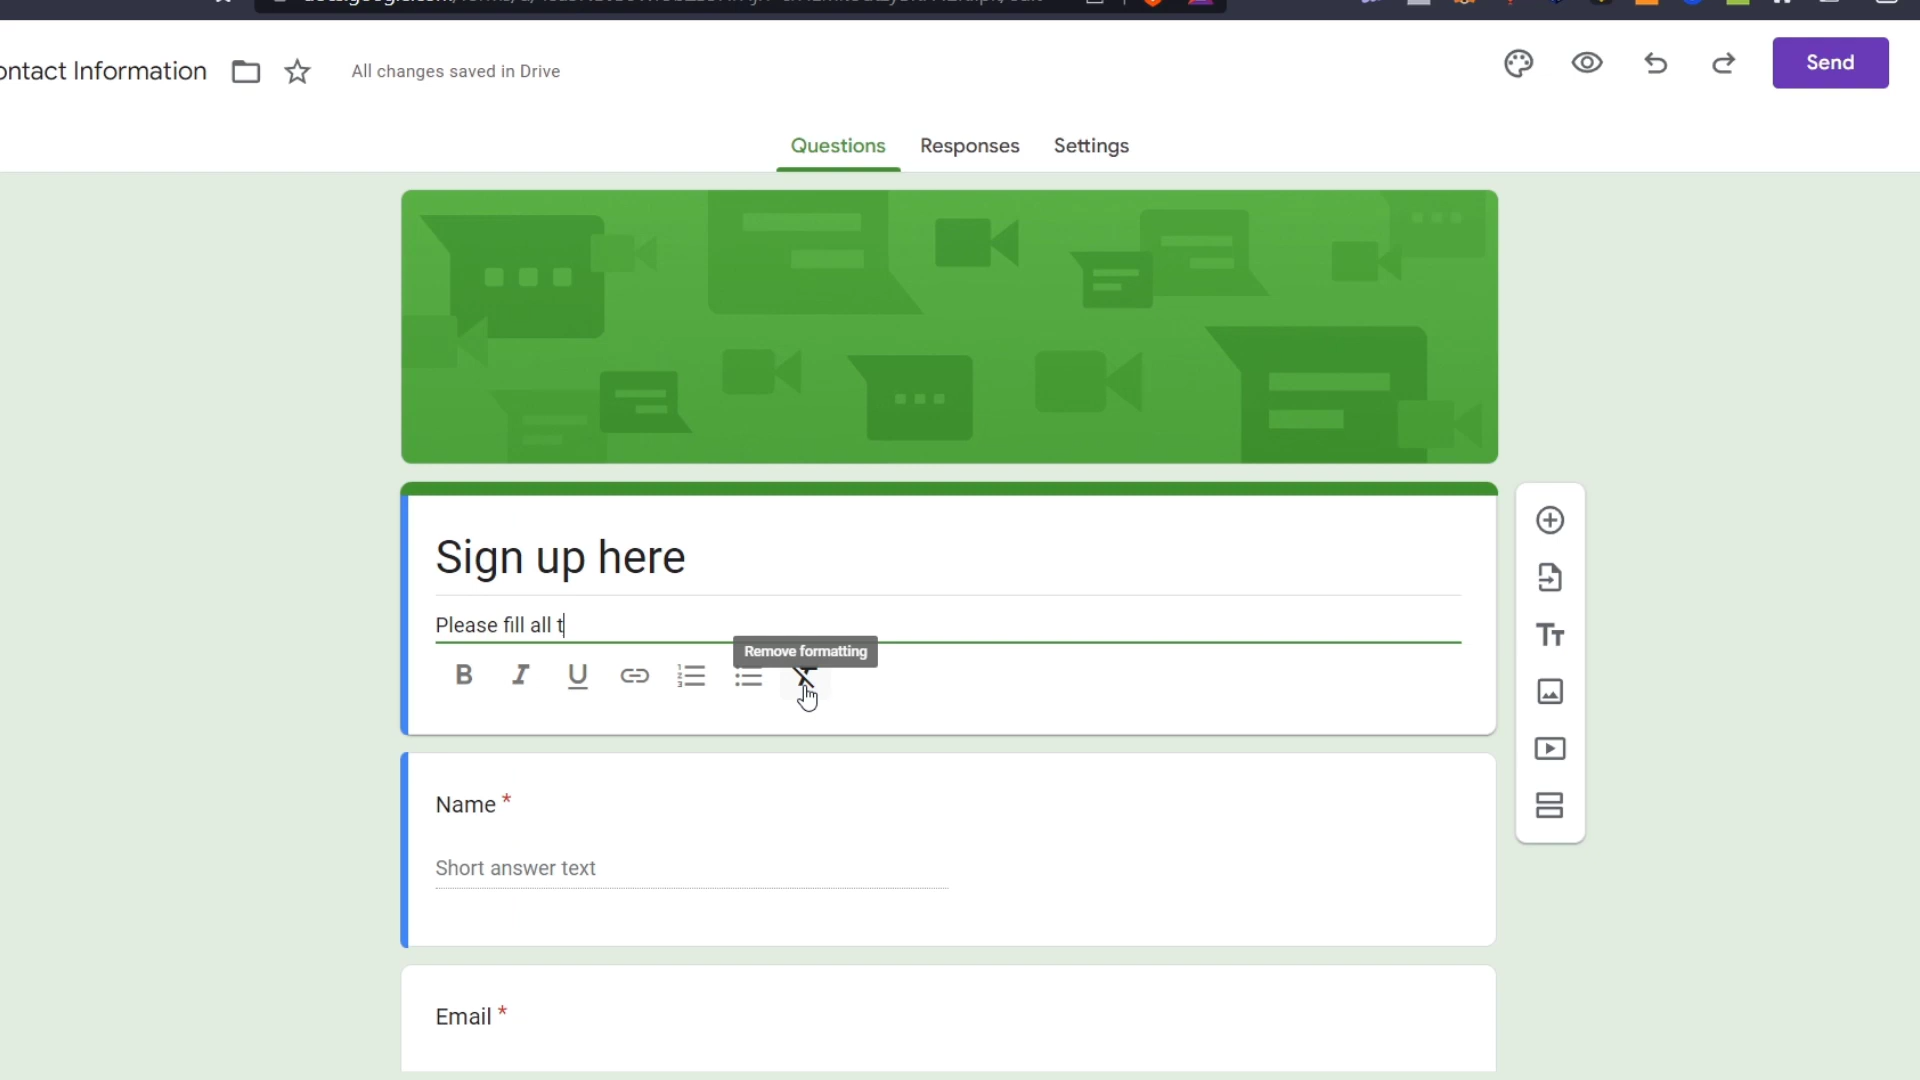 ontact Information
All changes saved in Drive
Send
Questions Responses Settings
Sign up here
Please fill all t
Remove formatting
B I U
Name *
Short answer text
Email *